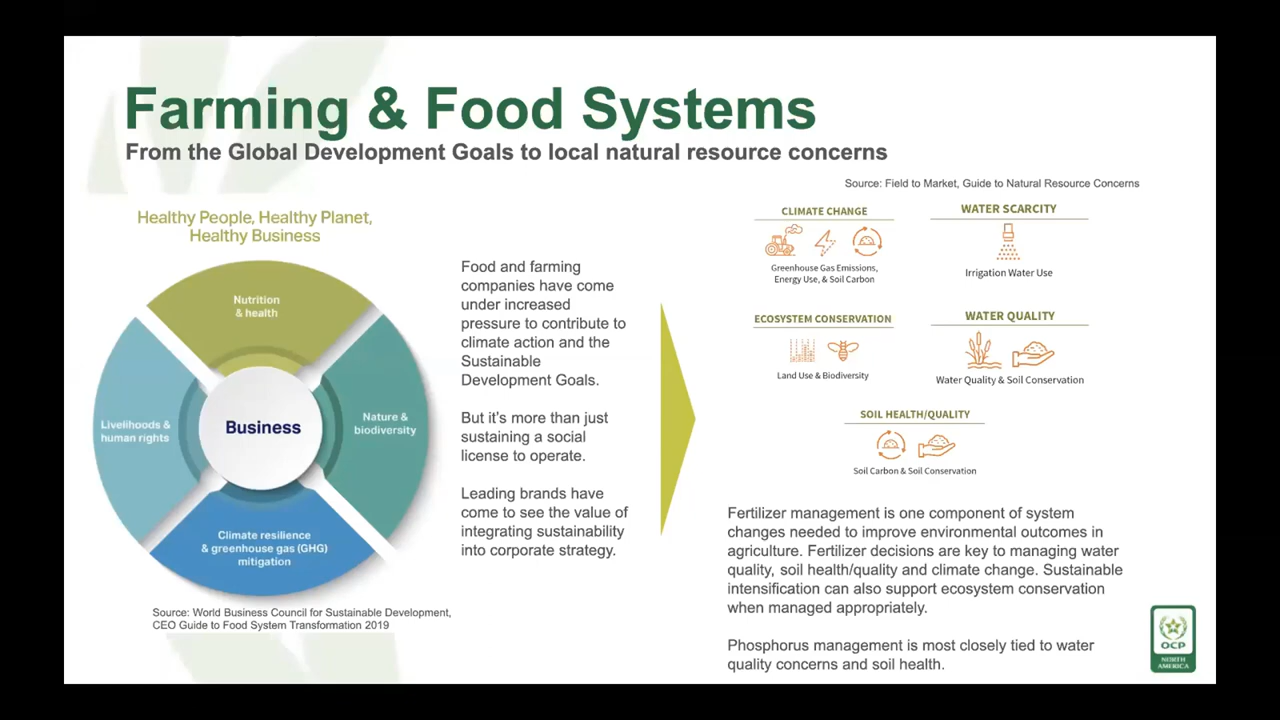 Farming & Food Systems
From the Global Development Goals to local natural resource concerns
Healthy People, Healthy Planet,
Healthy Business
Nutrition
& health
Livelihoods &
human rights
Business
Nature &
biodiversity
Climate resilience
& greenhouse gas (GHG)
mitigation
Source: World Business Council for Sustainable Development,
CEO Guide to Food System Transformation 2019
Food and farming
companies have come
under increased
pressure to contribute to
climate action and the
Sustainable
Development Goals.
But it's more than just
sustaining a social
license to operate.
Leading brands have
come to see the value of
integrating sustainability
into corporate strategy.
Source: Field to Market, Guide to Natural Resource Concerns
CLIMATE CHANGE
Greenhouse Gas Emissions,
Energy Use, & Soil Carbon
WATER SCARCITY
Irrigation Water Use
ECOSYSTEM CONSERVATION
Land Use & Biodiversity
WATER QUALITY
Water Quality & Soil Conservation
SOIL HEALTH/QUALITY
Soil Carbon & Soil Conservation
Fertilizer management is one component of system
changes needed to improve environmental outcomes in
agriculture. Fertilizer decisions are key to managing water
quality, soil health/quality and climate change. Sustainable
intensification can also support ecosystem conservation
when managed appropriately.
Phosphorus management is most closely tied to water
quality concerns and soil health.
OCP
NORTH
AMERICA